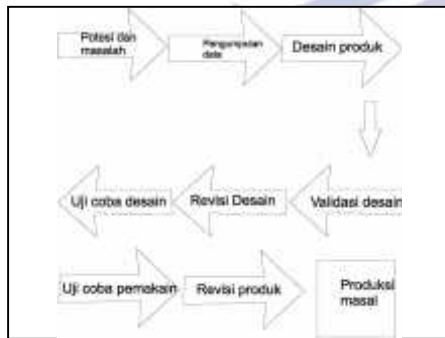 Potesi dan
masalah
Pengumpulan
data
Desain produk
Validasi desain
Revisi Desain
Uji coba desain
Uji coba pemakain
Revisi produk
Produksi
masal